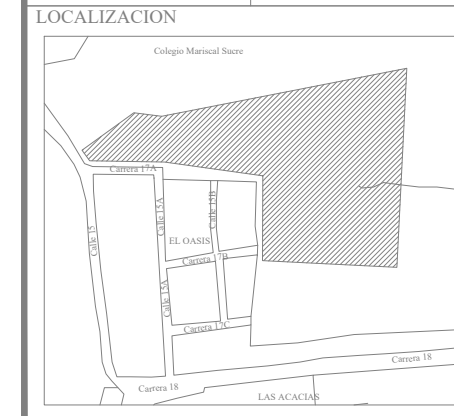 LOCALIZACION
Colegio Mariscal Sucre
Carrera 17A
Calle 15B
Calle 15A
Calle 15
EL OASIS
Carrera 17B
Calle 15A
Carrera 17C
Carrera 18
Carrera 18
LAS ACACIAS